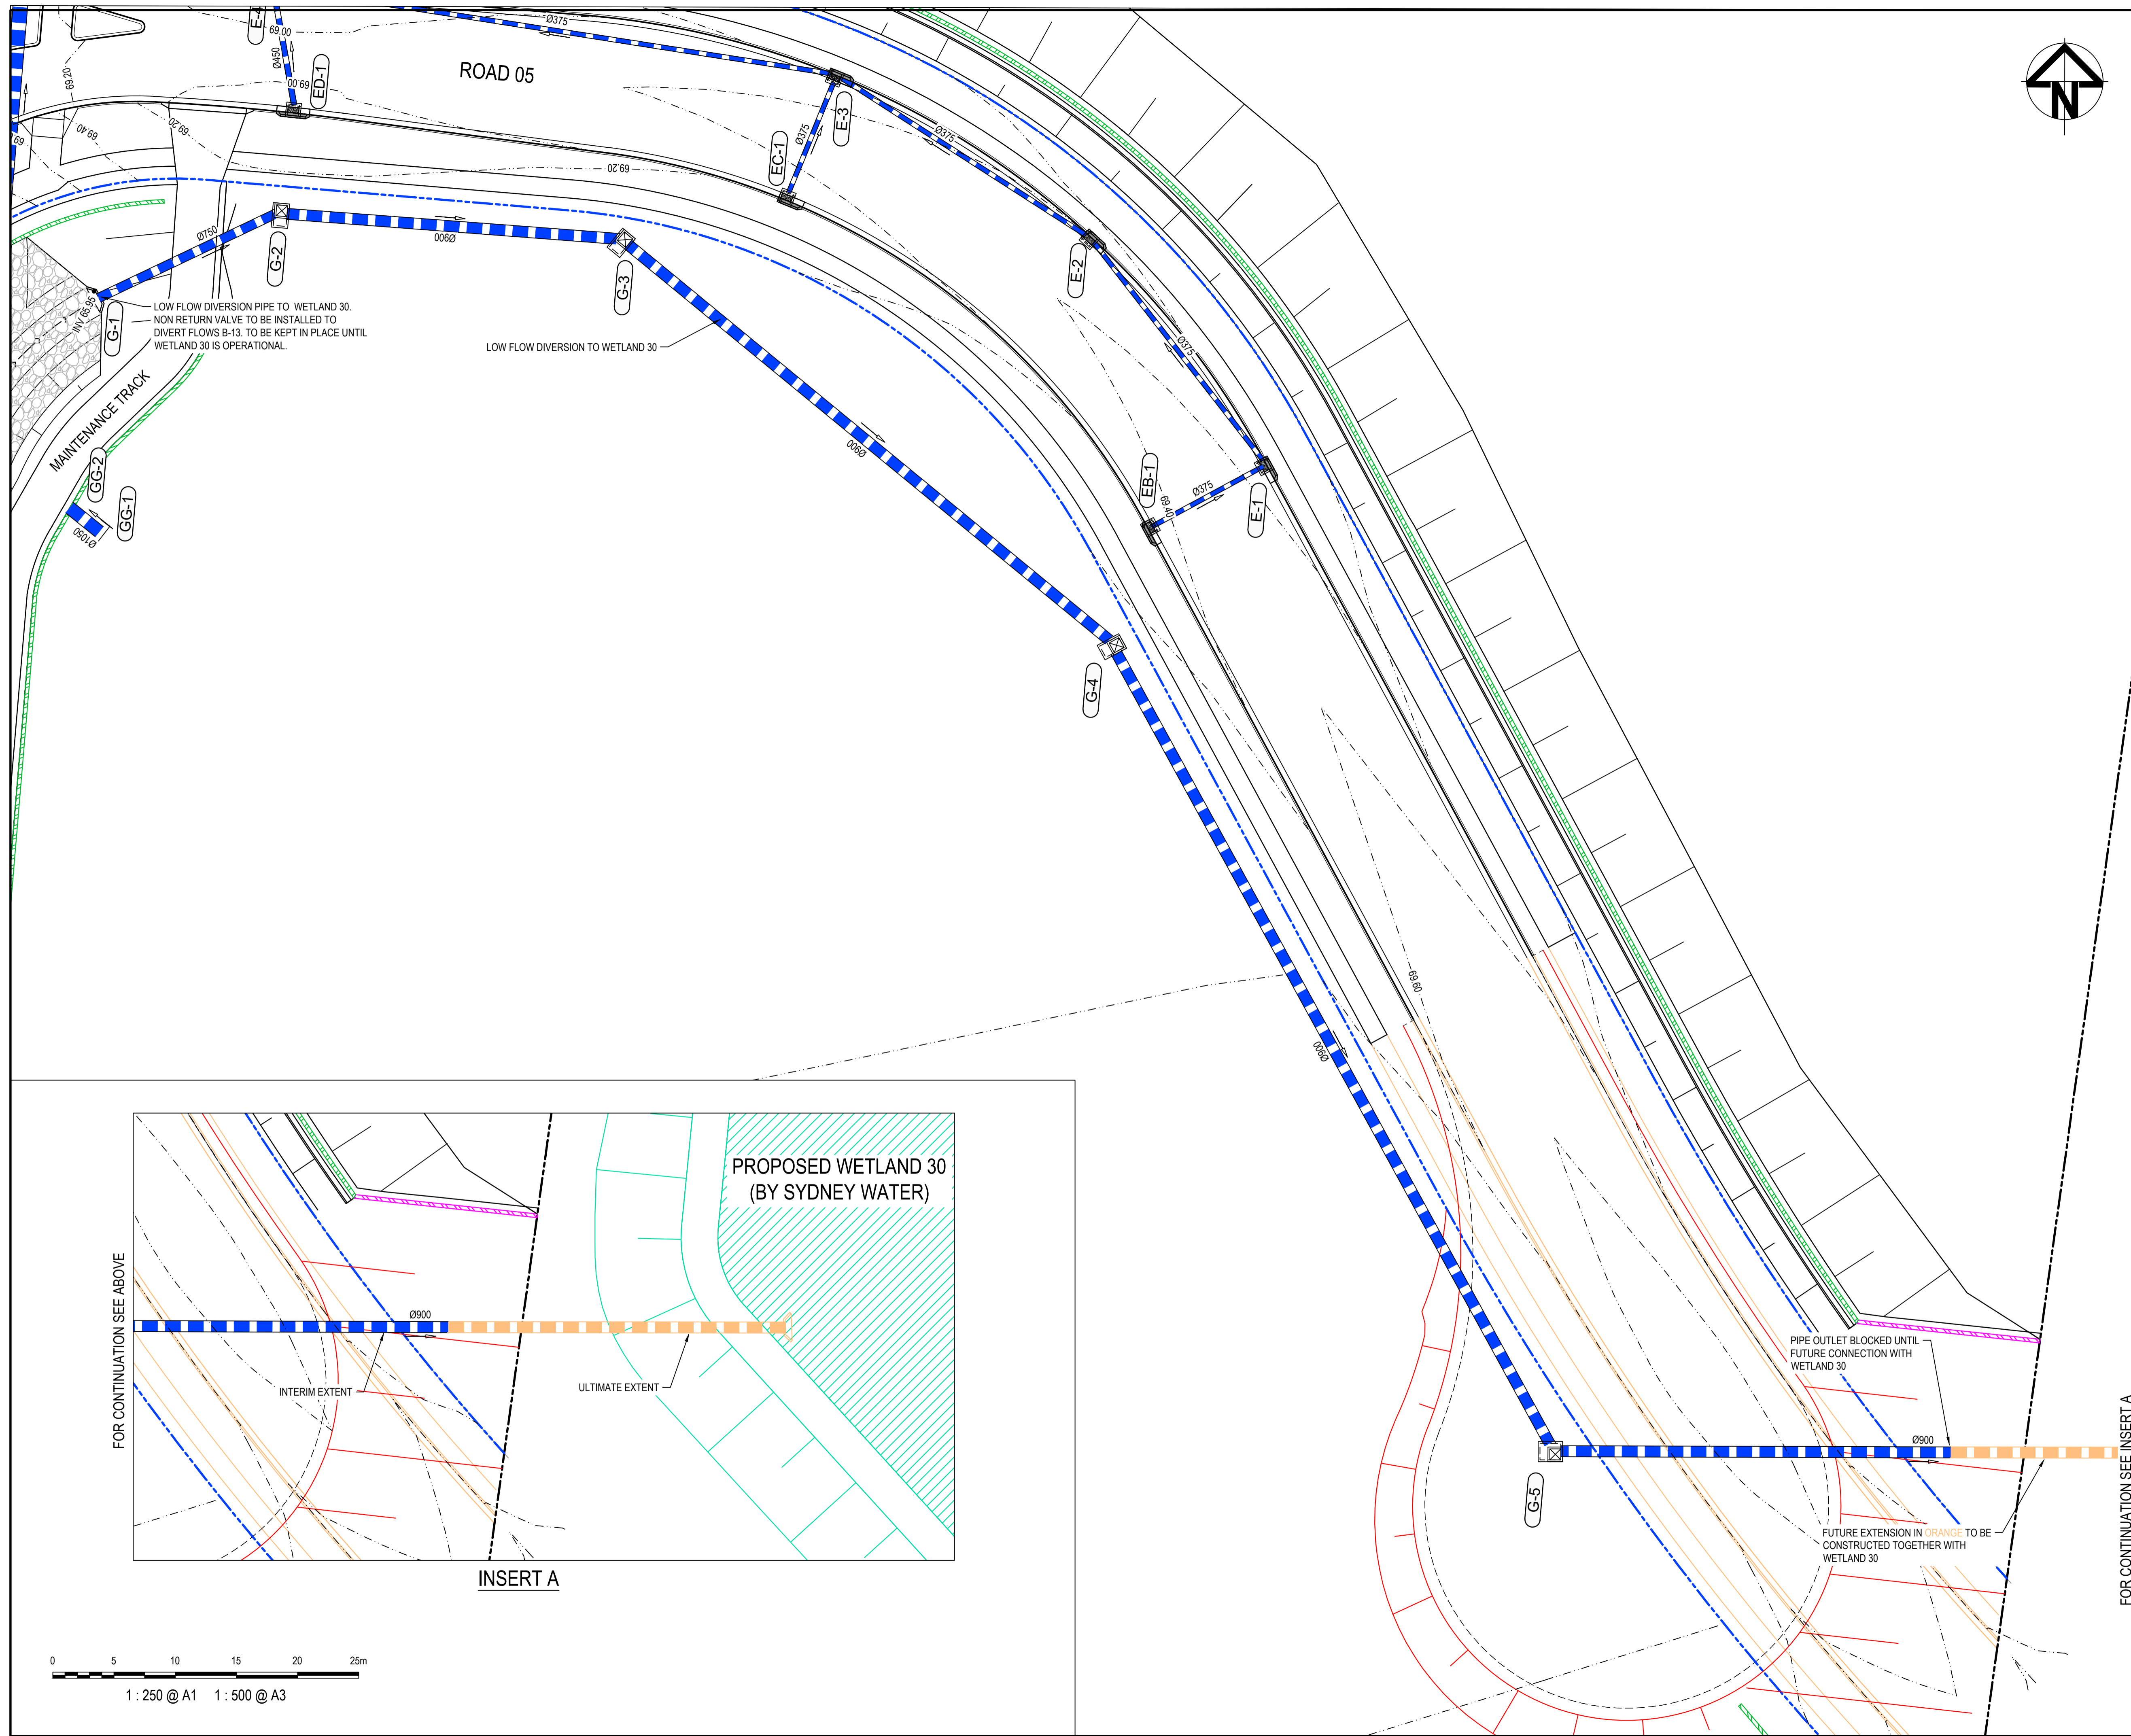 E-4
69.00
Ø450
69.00
ED-1
69.20
ROAD 05
Ø375
Ø375
EC-1
E-3
Ø375
69.40
69.20
69
69.20
Ø750
G-2
Ø900
G-3
E-2
INV 65.95
G-1
LOW FLOW DIVERSION PIPE TO WETLAND 30.
NON RETURN VALVE TO BE INSTALLED TO
DIVERT FLOWS B-13. TO BE KEPT IN PLACE UNTIL
WETLAND 30 IS OPERATIONAL.
LOW FLOW DIVERSION TO WETLAND 30
MAINTENANCE TRACK
GG-2
GG-1
Ø1050
Ø900
Ø375
EB-1
69.40
Ø375
E-1
G-4
69.60
Ø900
N
PROPOSED WETLAND 30
(BY SYDNEY WATER)
FOR CONTINUATION SEE ABOVE
Ø900
INTERIM EXTENT
ULTIMATE EXTENT
INSERT A
PIPE OUTLET BLOCKED UNTIL
FUTURE CONNECTION WITH
WETLAND 30
Ø900
G-5
FUTURE EXTENSION IN ORANGE TO BE
CONSTRUCTED TOGETHER WITH
WETLAND 30
FOR CONTINUATION SEE INSERT A
0 5 10 15 20 25m
1 : 250 @ A1 1 : 500 @ A3